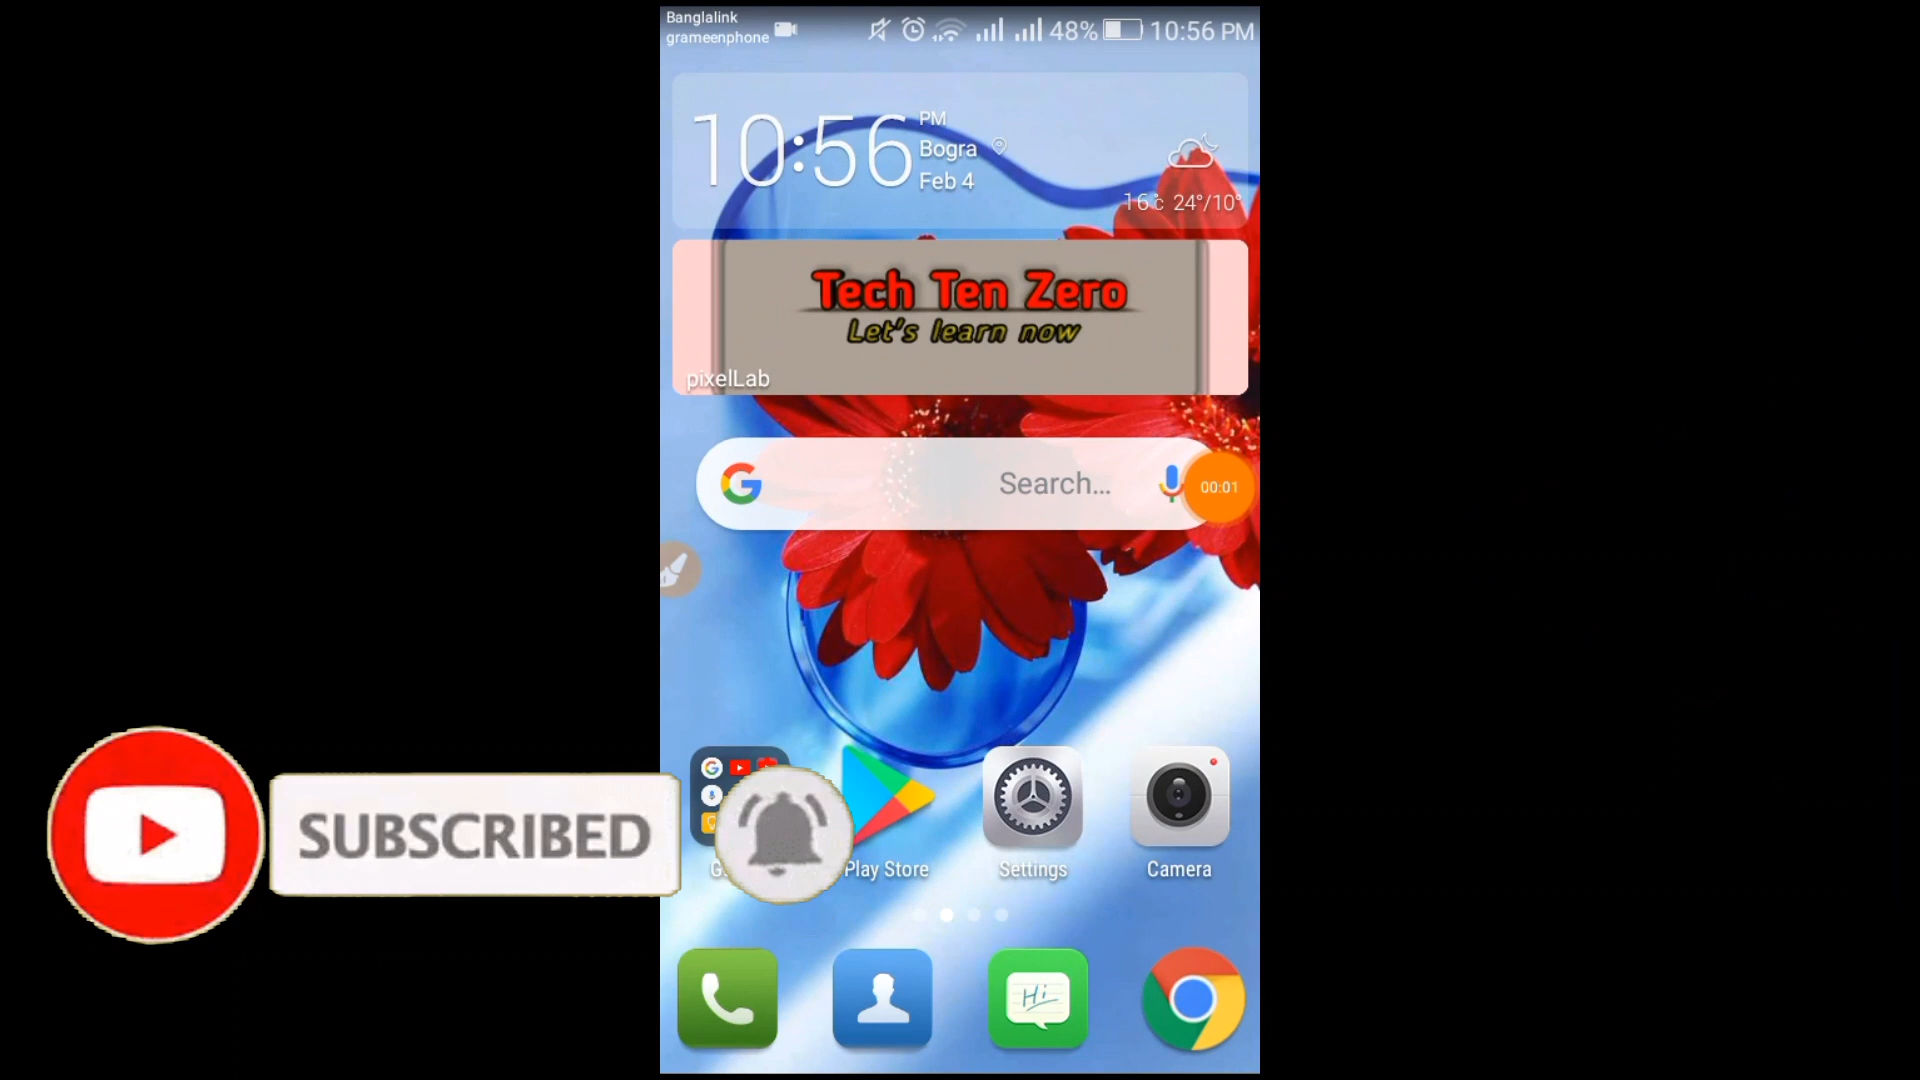 Banglalink
grameenphone
48%
10:56 PM
10:56
PM
Bogra
Feb 4
16°c 24°/10°
Tech Ten Zero
Let's learn now
pixelLab
Search...
00:01
SUBSCRIBED
Play Store
Settings
Camera
Hi